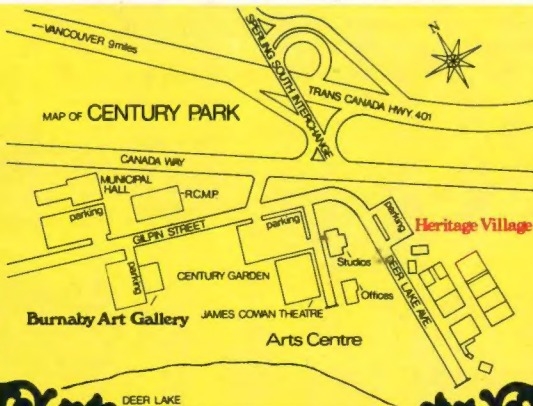 ←VANCOUVER 9miles
SPERLING SOUTH INTERCHANGE
N
TRANS CANADA HWY 401
MAP OF CENTURY PARK
CANADA WAY
MUNICIPAL
HALL
parking
R.C.M.P.
GILPIN STREET
parking
parking
Heritage Village
parking
CENTURY GARDEN
Studios
DEER LAKE AVE
Offices
Burnaby Art Gallery
JAMES COWAN THEATRE
Arts Centre
DEER LAKE